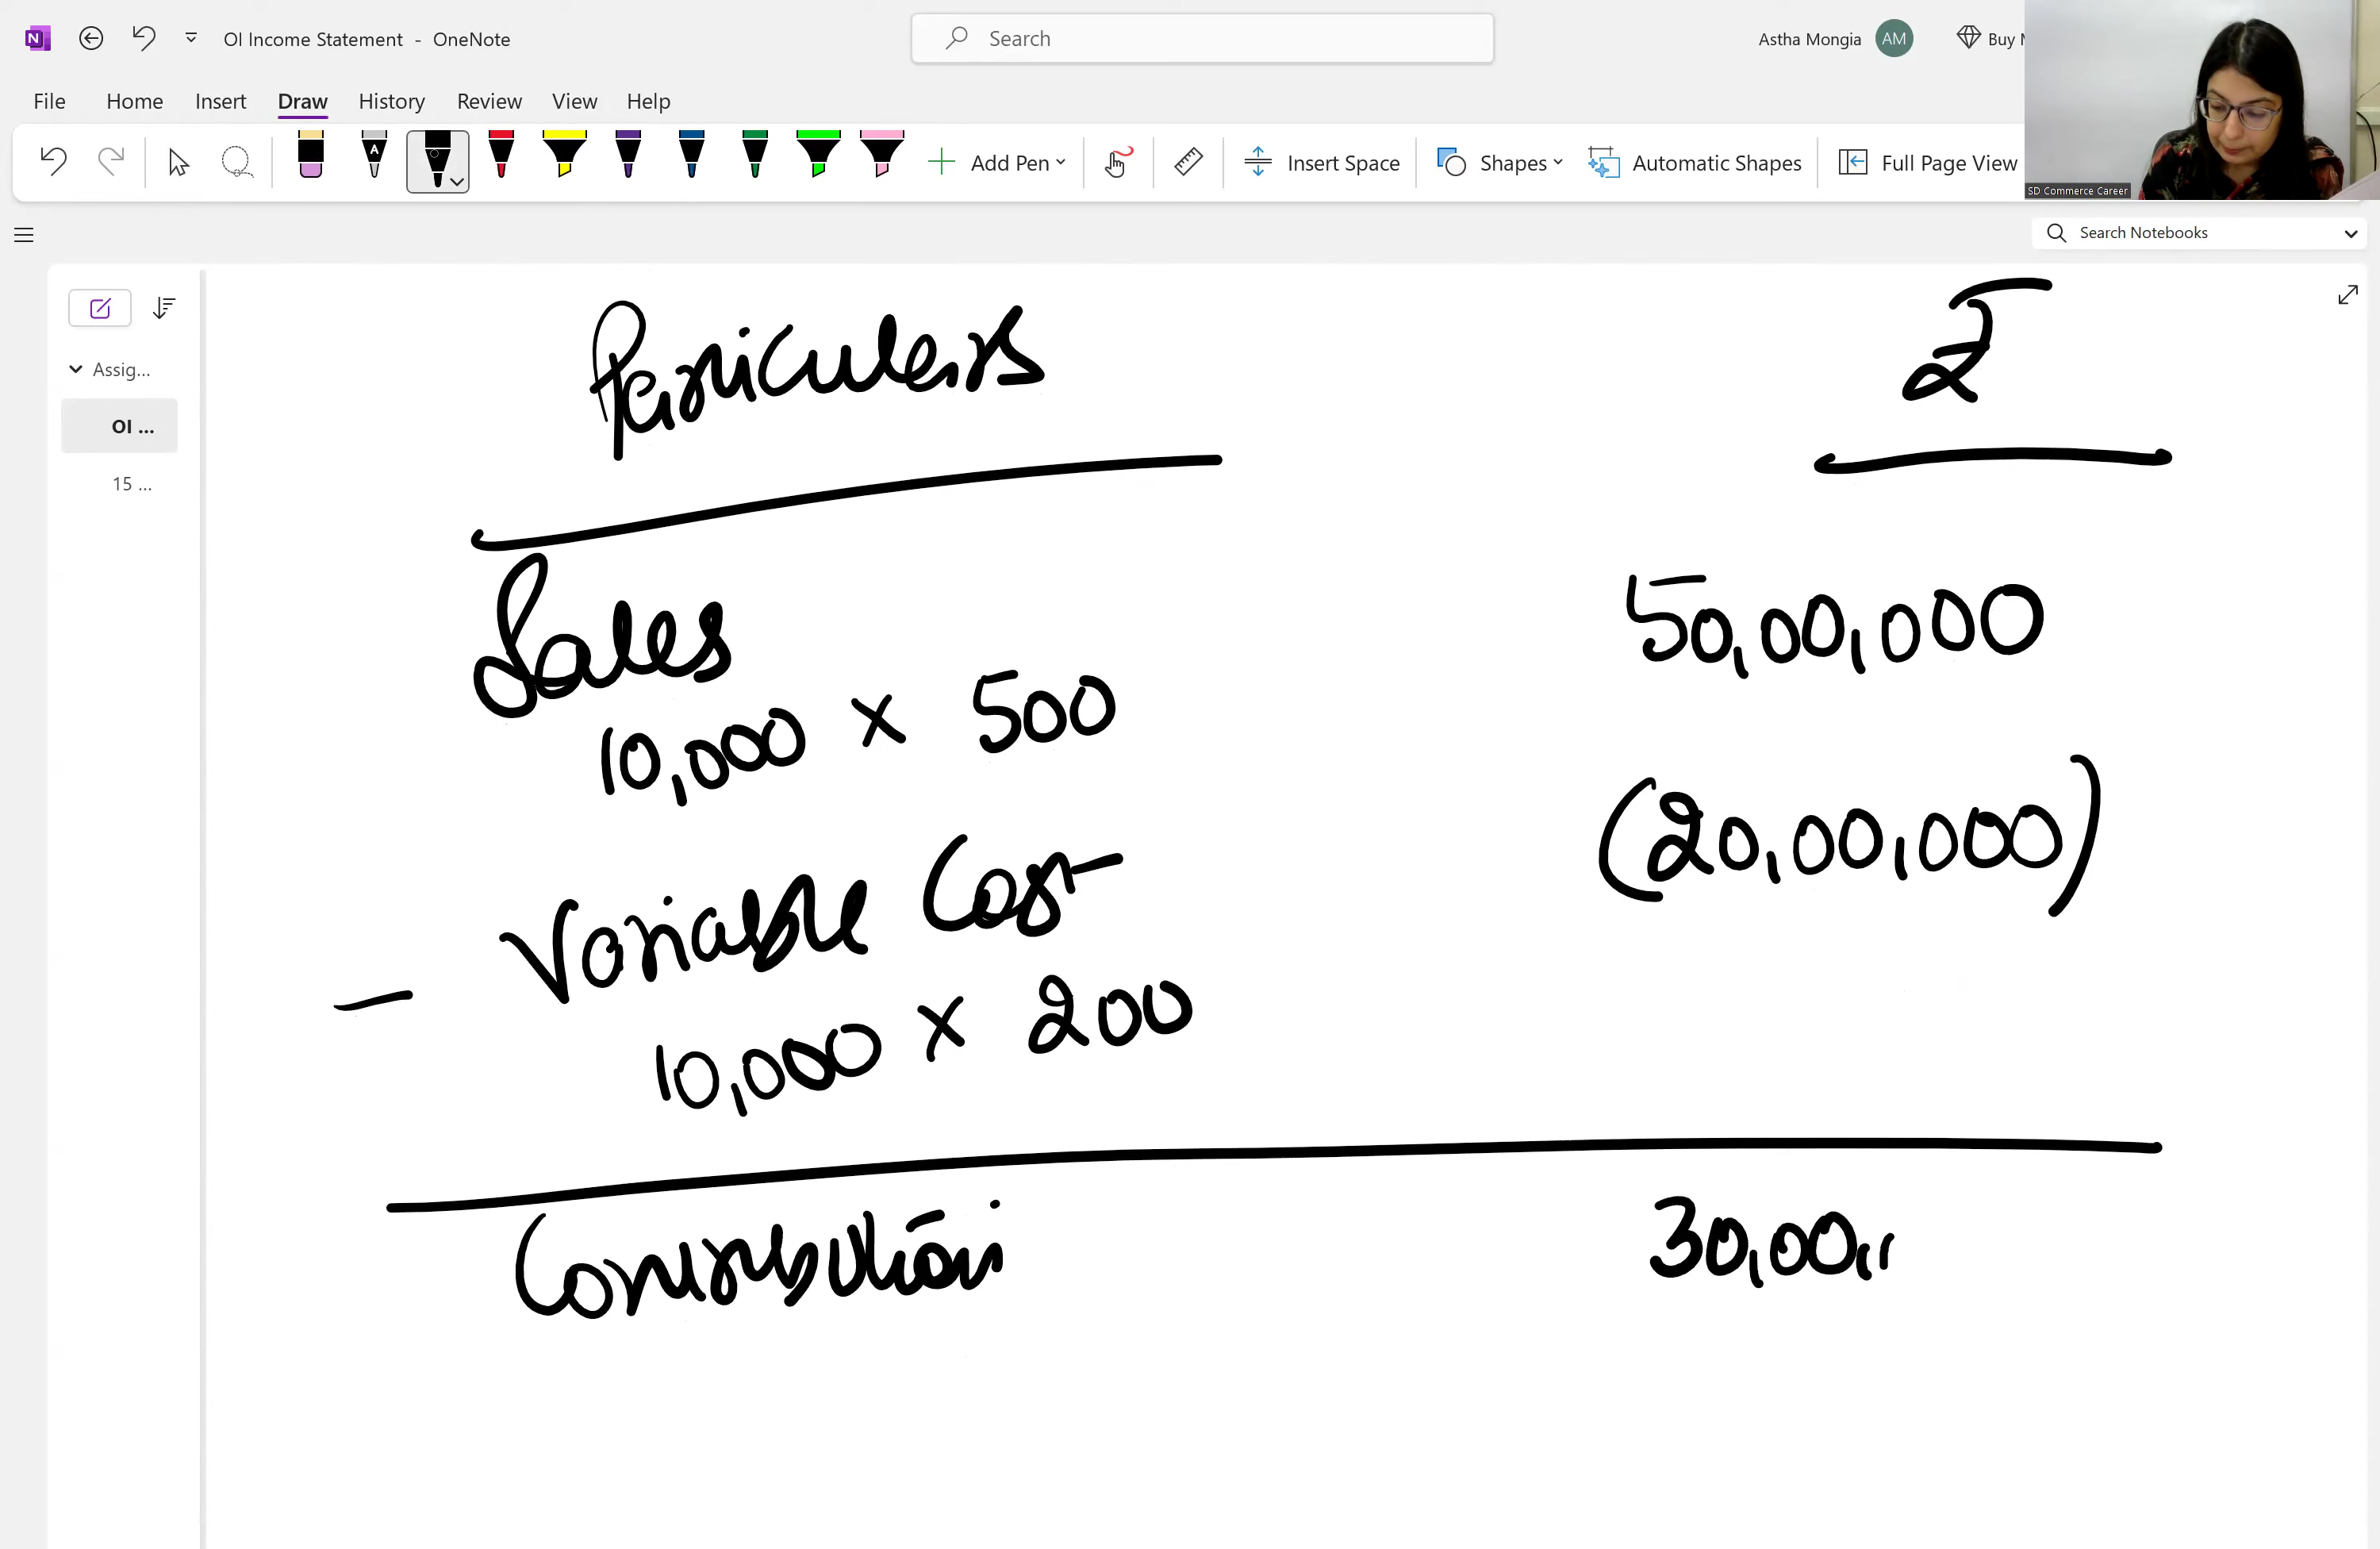 OI Income Statement - OneNote
Search
Astha Mongia AM
Buy
File Home Insert Draw History Review View Help
Add Pen
Insert Space
Shapes
Automatic Shapes
Full Page View
SD Commerce Career
Search Notebooks
Assig...
OI ...
15 ...
Particulars ₹
Sales 50,00,000
10,000 x 500
- Variable Cost (20,00,000)
10,000 x 200
Contribution 30,00,